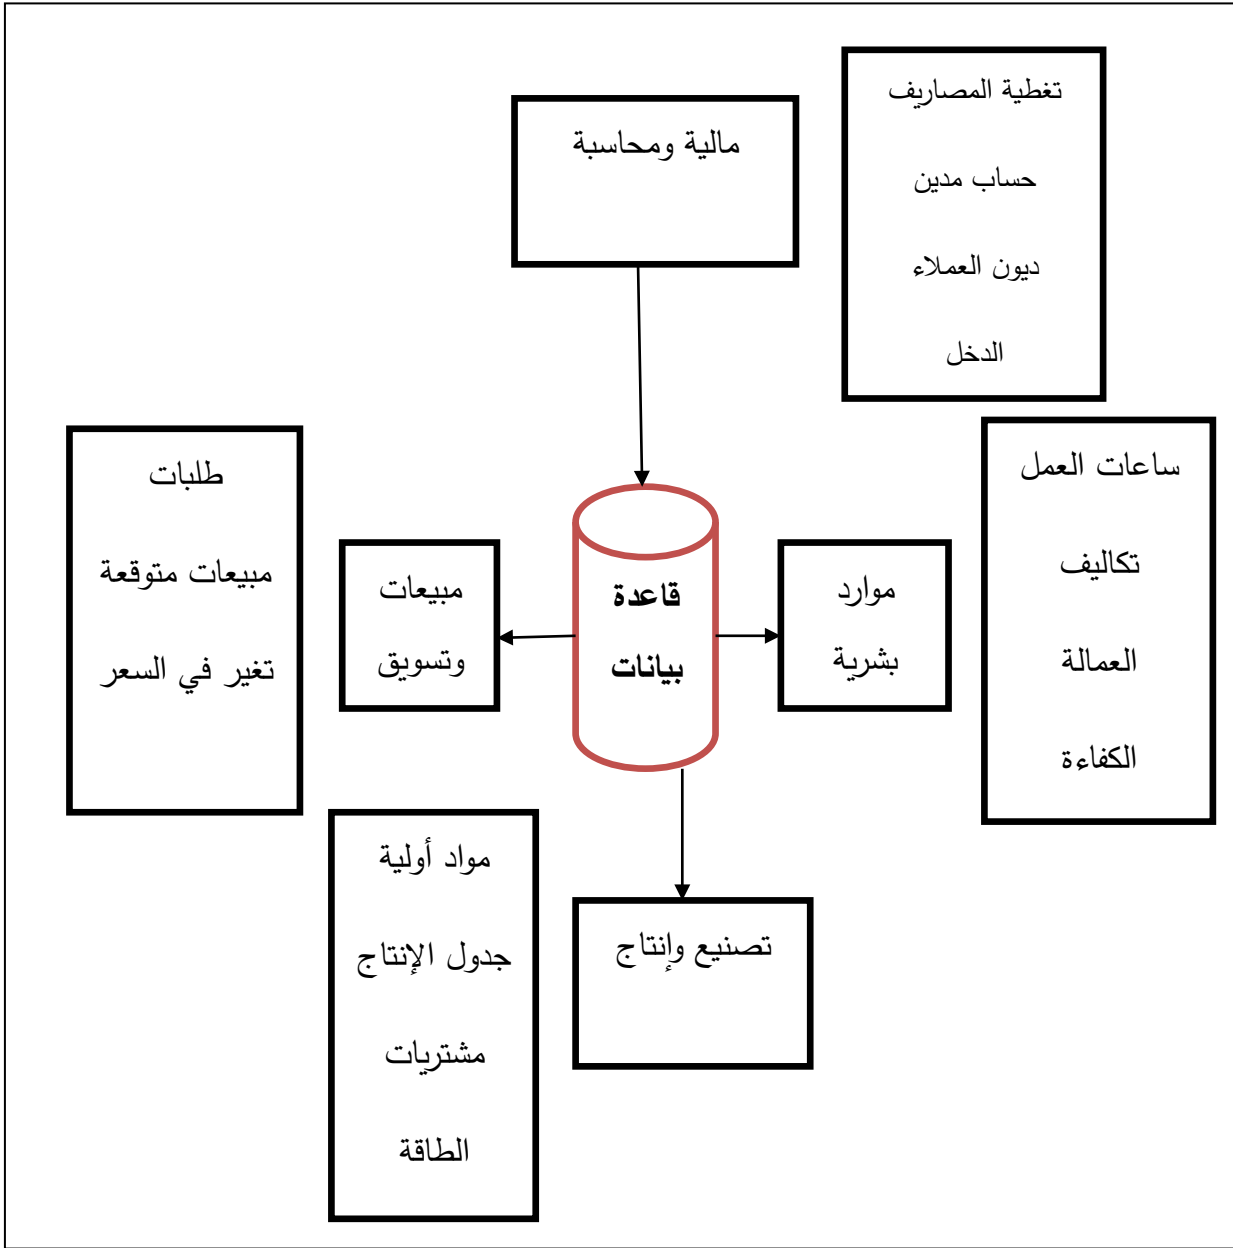 تغطية المصاريف
حساب مدين
ديون العملاء
الدخل
مالية ومحاسبة
ساعات العمل
تكاليف
العمالة
الكفاءة
موارد
بشرية
قاعدة
بيانات
مبيعات
وتسويق
طلبات
مبيعات متوقعة
تغير في السعر
تصنيع وإنتاج
مواد أولية
جدول الإنتاج
مشتريات
الطاقة